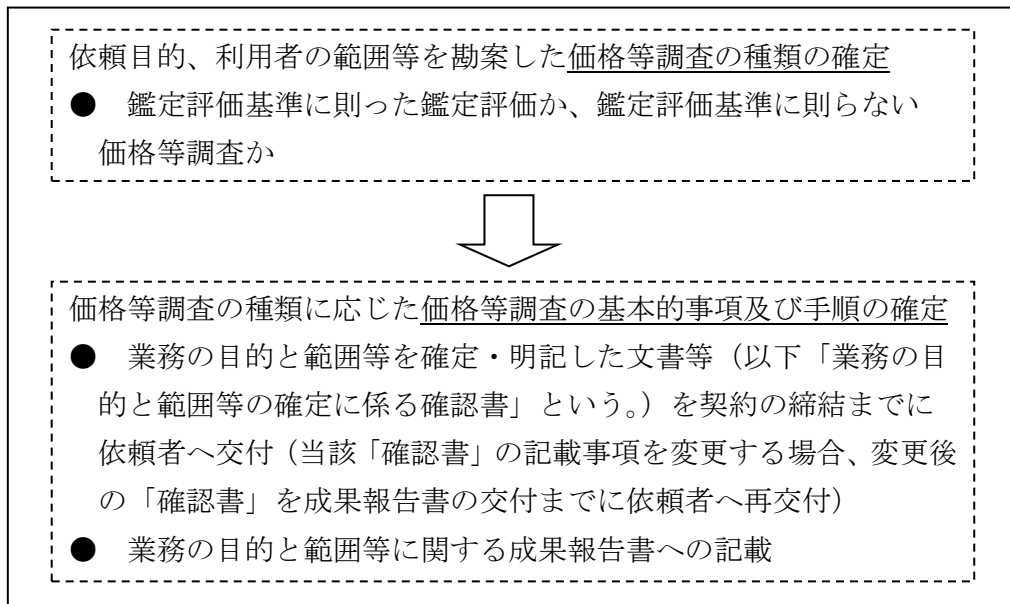 依頼目的、利用者の範囲等を勘案した価格等調査の種類の確定
● 鑑定評価基準に則った鑑定評価か、鑑定評価基準に則らない
価格等調査か
価格等調査の種類に応じた価格等調査の基本的事項及び手順の確定
● 業務の目的と範囲等を確定・明記した文書等（以下「業務の目
的と範囲等の確定に係る確認書」という。）を契約の締結までに
依頼者へ交付（当該「確認書」の記載事項を変更する場合、変更後
の「確認書」を成果報告書の交付までに依頼者へ再交付）
● 業務の目的と範囲等に関する成果報告書への記載